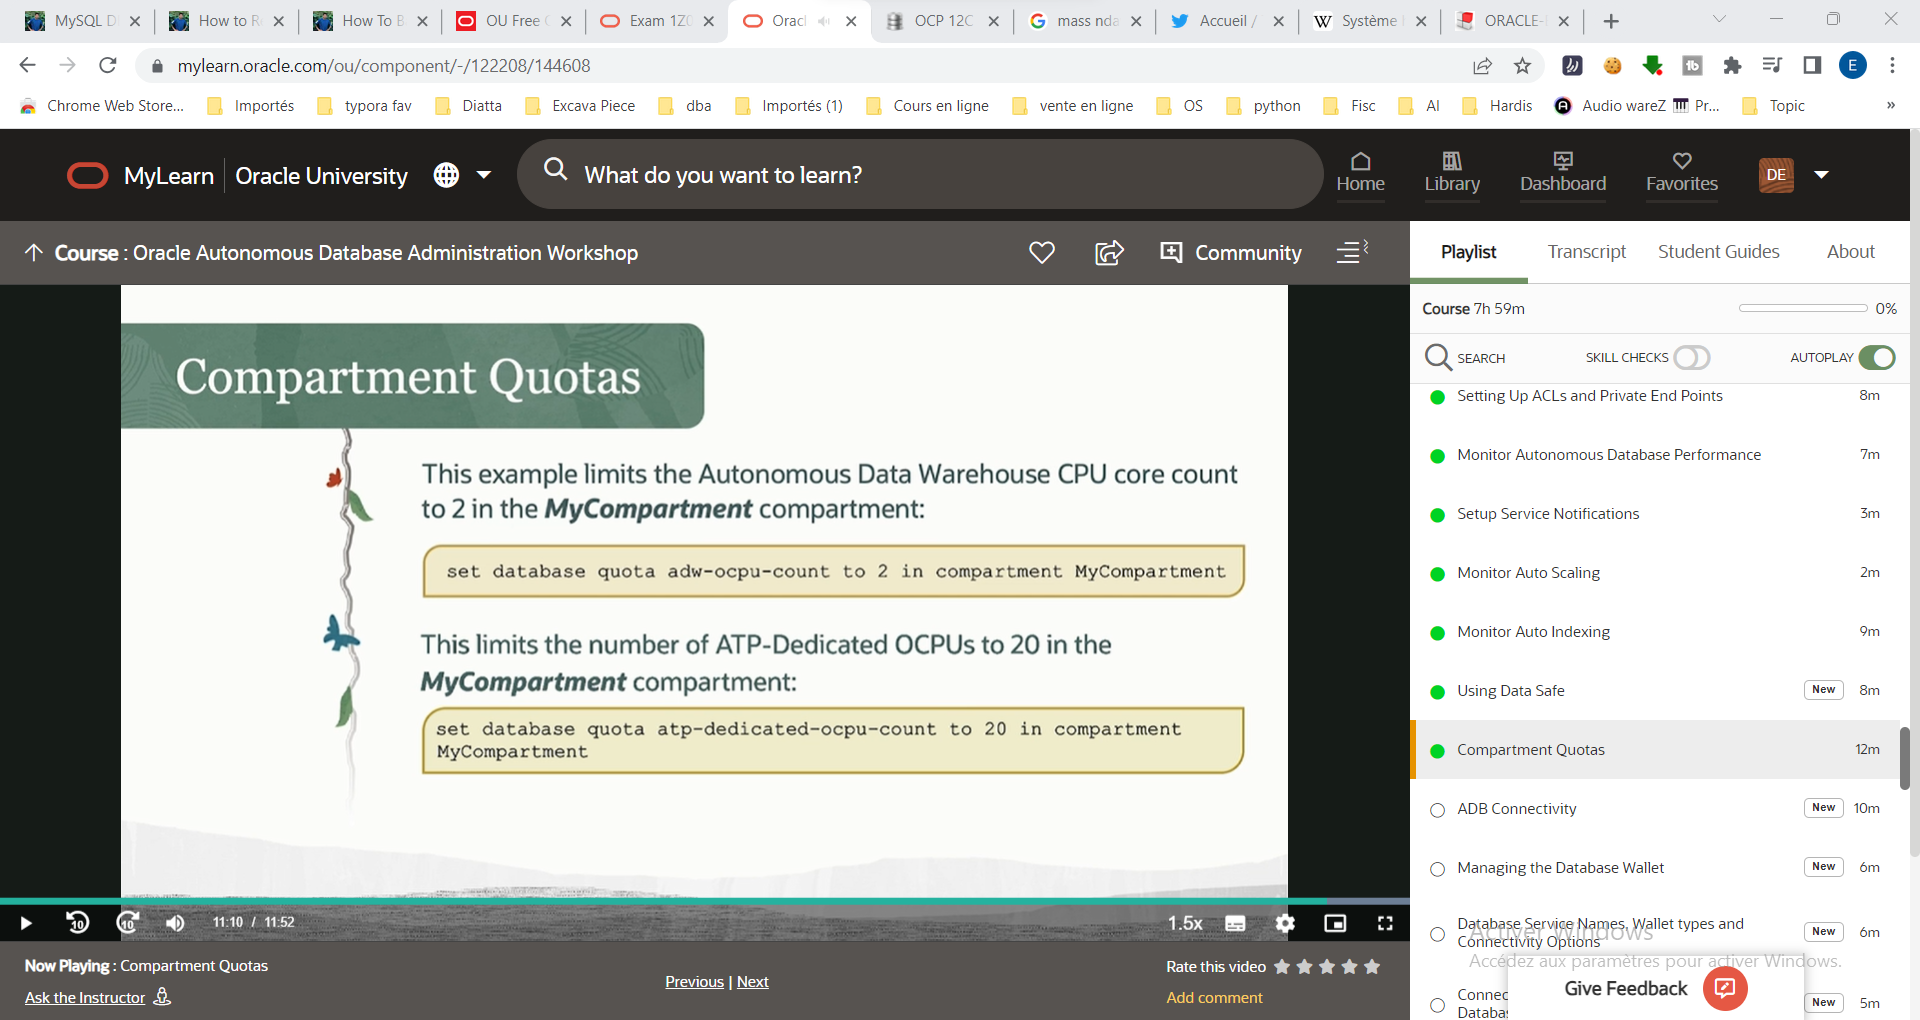 MySQL D
How to R
How To B
OU Free
Exam 1Z0
Orac
OCP 12C
mass nda
Accueil /
Système
ORACLE-
mylearn.oracle.com/ou/component/-/122208/144608
E
Chrome Web Store...
Importés
typora fav
Diatta
Excava Piece
dba
Importés (1)
Cours en ligne
vente en ligne
OS
python
Fisc
AI
Hardis
Audio wareZ
Pr...
Topic
»
MyLearn
Oracle University
What do you want to learn?
Home
Library
Dashboard
Favorites
DE
Course : Oracle Autonomous Database Administration Workshop
Community
Playlist
Transcript
Student Guides
About
Course 7h 59m
0%
SEARCH
SKILL CHECKS
AUTOPLAY
Compartment Quotas
This example limits the Autonomous Data Warehouse CPU core count
to 2 in the MyCompartment compartment:
set database quota adw-ocpu-count to 2 in compartment MyCompartment
This limits the number of ATP-Dedicated OCPUs to 20 in the
MyCompartment compartment:
set database quota atp-dedicated-ocpu-count to 20 in compartment
MyCompartment
Setting Up ACLs and Private End Points 8m
Monitor Autonomous Database Performance 7m
Setup Service Notifications 3m
Monitor Auto Scaling 2m
Monitor Auto Indexing 9m
Using Data Safe New 8m
Compartment Quotas 12m
ADB Connectivity New 10m
Managing the Database Wallet New 6m
Database Service Names, Wallet types and
Connectivity Options New 6m
Activer Windows
Accédez aux paramètres pour activer Windows.
Connec
Databas
New 5m
Give Feedback
10
10
11:10 / 11:52
1.5x
Now Playing : Compartment Quotas
Ask the Instructor
Previous | Next
Rate this video
Add comment